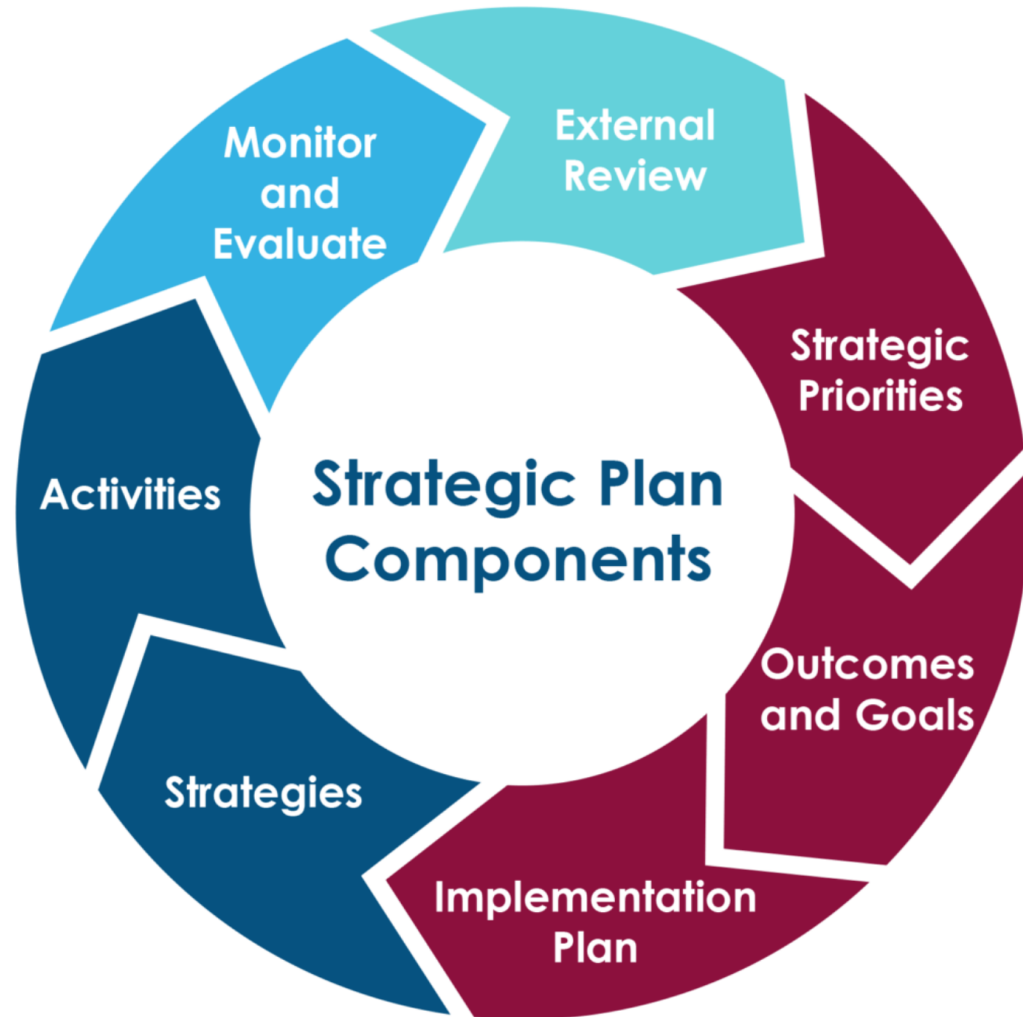 External
Review
Strategic
Priorities
Outcomes
and Goals
Implementation
Plan
Strategies
Activities
Monitor
and
Evaluate
Strategic Plan
Components